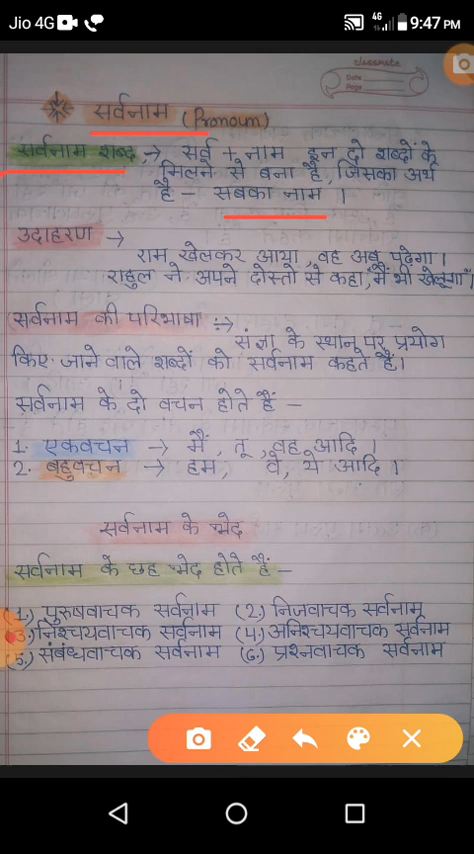 Jio 4G 4G 9:47 PM
classmate
Date
Page
सर्वनाम (Pronoun)
सर्वनाम शब्द → सर्व + नाम इन दो शब्दों के
मिलने से बना है, जिसका अर्थ
है - सबका नाम ।
उदाहरण →
राम खेलकर आया, वह अब पढ़ेगा।
राहुल ने अपने दोस्तो से कहा, मैं भी खेलूगाँ।
सर्वनाम की परिभाषा ÷→
संज्ञा के स्थान पर प्रयोग
किए जाने वाले शब्दों को सर्वनाम कहते हैं।
सर्वनाम के दो वचन होते हैं -
1. एकवचन → मैं, तू, वह आदि ।
2. बहुवचन → हम, वे, ये आदि ।
सर्वनाम के भेद
सर्वनाम के छह भेद होते हैं -
(1.) पुरुषवाचक सर्वनाम (2.) निजवाचक सर्वनाम
3.) निश्चयवाचक सर्वनाम (4.) अनिश्चयवाचक सर्वनाम
(5.) संबंधवाचक सर्वनाम (6.) प्रश्नवाचक सर्वनाम